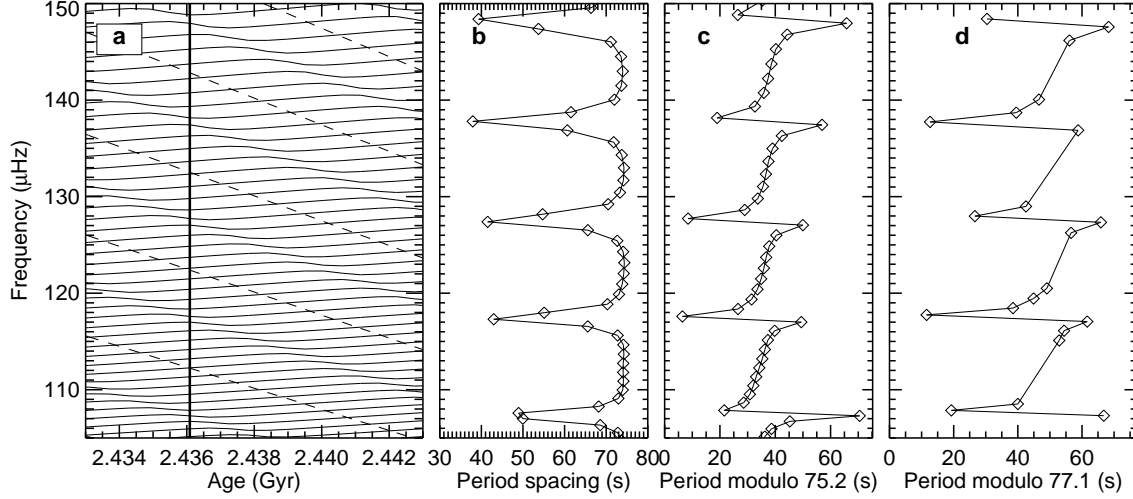 a
b
c
d
150
140
130
120
110
Frequency (μHz)
2.434 2.436 2.438 2.440 2.442
Age (Gyr)
30 40 50 60 70 80
Period spacing (s)
0 20 40 60
Period modulo 75.2 (s)
0 20 40 60
Period modulo 77.1 (s)